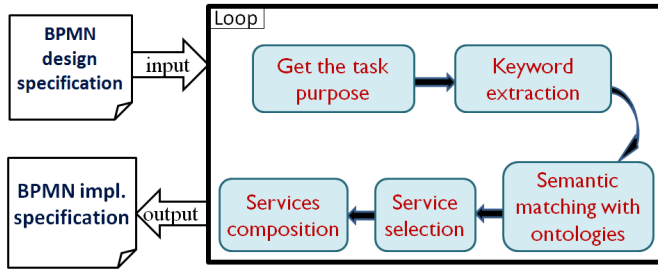 Loop
BPMN
design
specification
input
Get the task
purpose
Keyword
extraction
Semantic
matching with
ontologies
Service
selection
Services
composition
output
BPMN impl.
specification